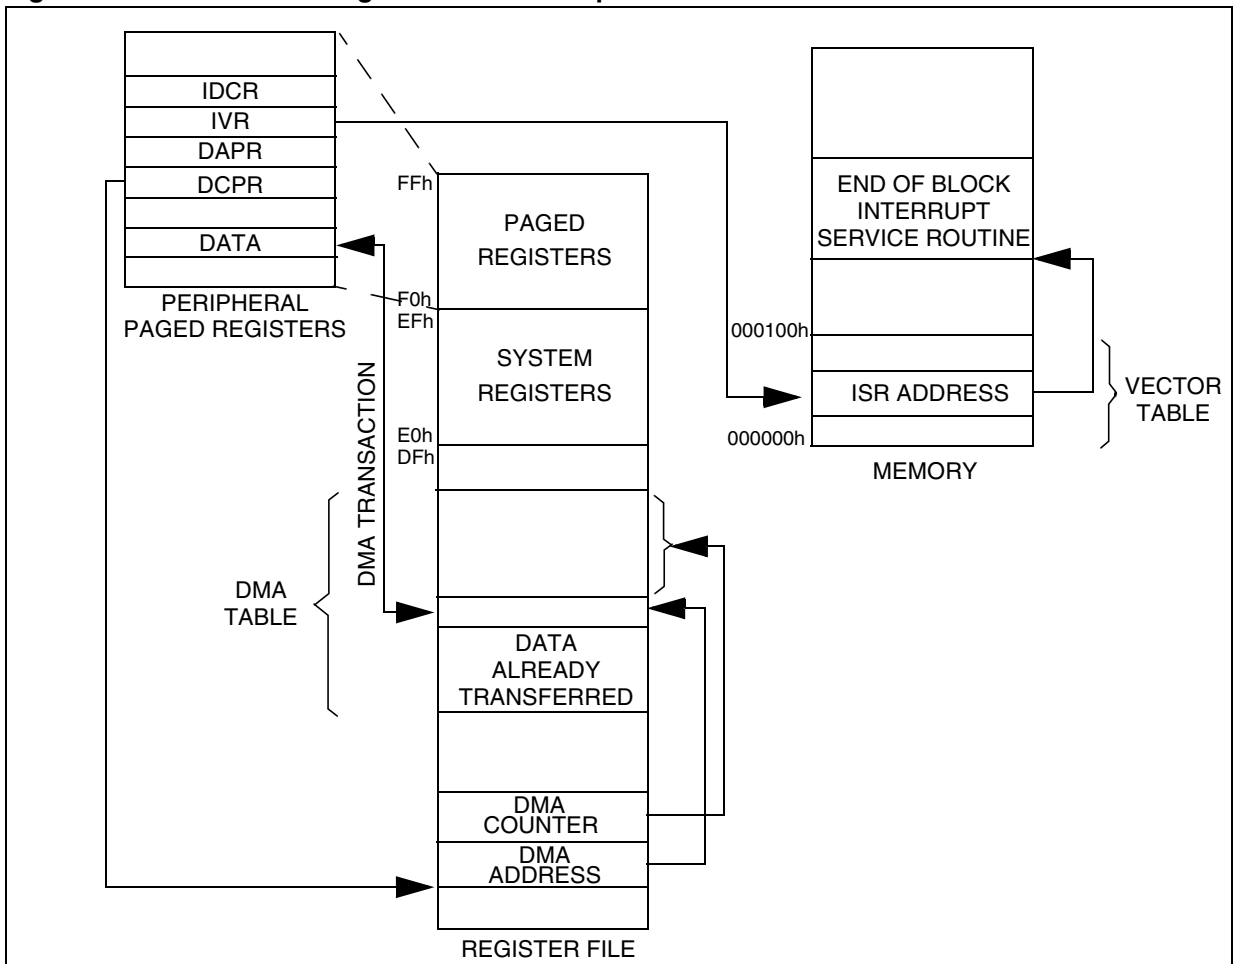 IDCR
IVR
DAPR
DCPR
DATA
PERIPHERAL
PAGED REGISTERS
FFh
PAGED
REGISTERS
F0h
EFh
SYSTEM
REGISTERS
E0h
DFh
DMA TRANSACTION
DMA
TABLE
DATA
ALREADY
TRANSFERRED
DMA
COUNTER
DMA
ADDRESS
REGISTER FILE
END OF BLOCK
INTERRUPT
SERVICE ROUTINE
000100h
ISR ADDRESS
000000h
VECTOR
TABLE
MEMORY